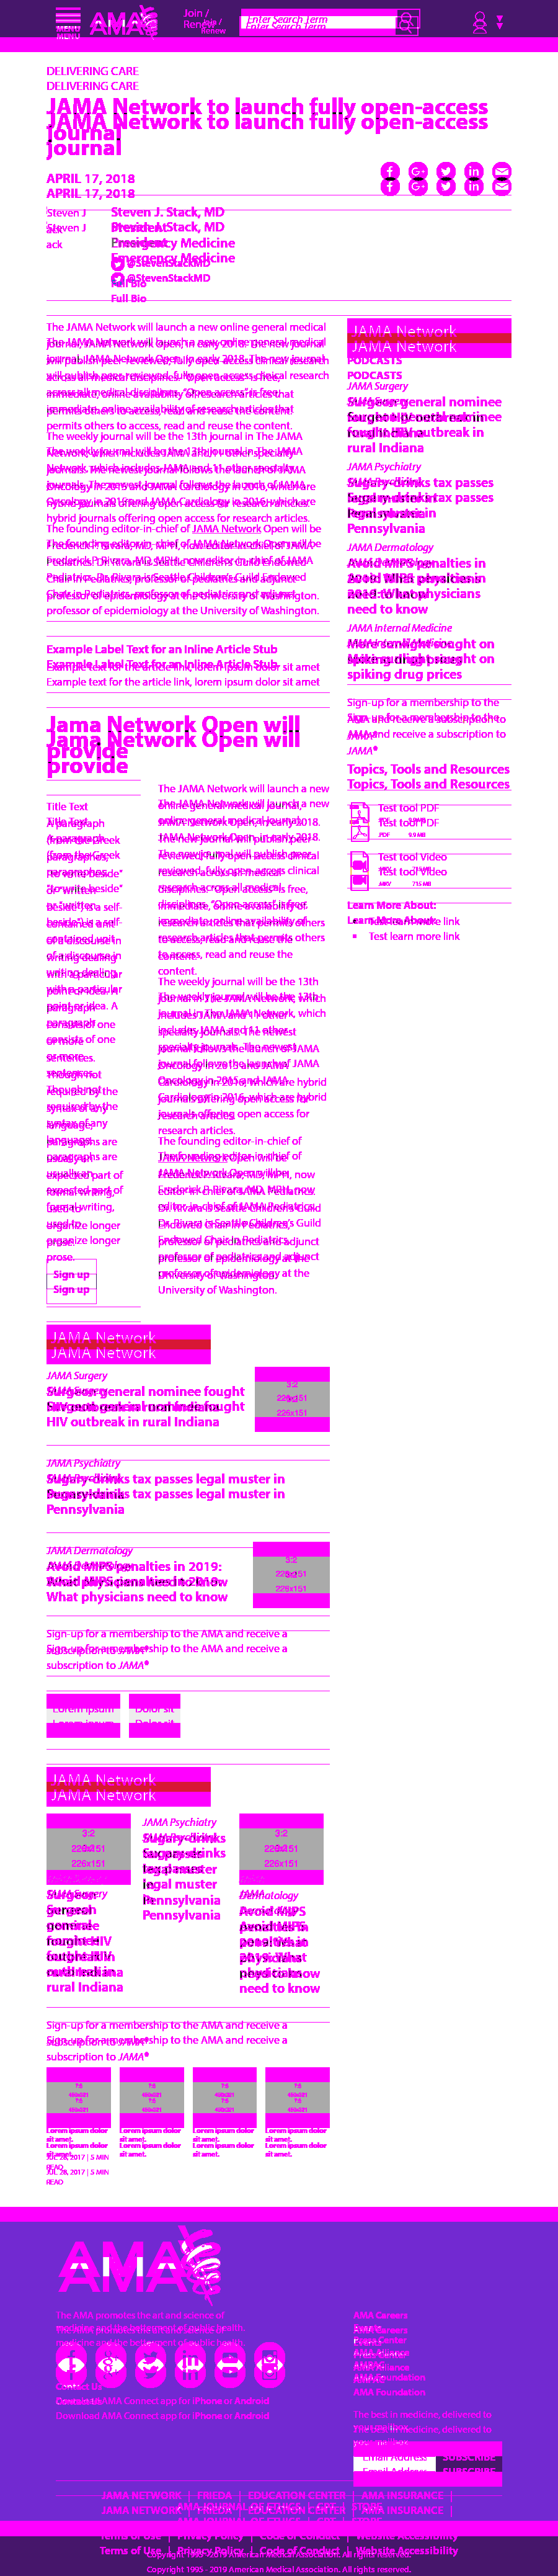 MENU
AMA
Join /
Renew
Enter Search Term
DELIVERING CARE
JAMA Network to launch fully open-access
journal
APRIL 17, 2018
Steven J
ack
Steven J. Stack, MD
President
Emergency Medicine
@StevenStackMD
Full Bio
The JAMA Network will launch a new online general medical
journal, JAMA Network Open, in early 2018. The new journal
will publish peer-reviewed, fully open-access clinical research
across all medical disciplines. "Open access" is free,
immediate, online availability of research articles that
permits others to access, read and reuse the content.
The weekly journal will be the 13th journal in The JAMA
Network, which includes JAMA and 11 other specialty
journals. The newest journal follows the launch of JAMA
Oncology in 2015 and JAMA Cardiology in 2016, which are
hybrid journals offering open access for research articles.
The founding editor-in-chief of JAMA Network Open will be
Frederick P. Rivara, MD, MPH, now editor-in-chief of JAMA
Pediatrics. Dr. Rivara is Seattle Children's Guild Endowed
Chair in Pediatrics, professor of pediatrics and adjunct
professor of epidemiology at the University of Washington.
Example Label Text for an Inline Article Stub
Example text for the article link, lorem ipsum dolor sit amet
JAMA Network
PODCASTS
JAMA Surgery
Surgeon general nominee
fought HIV outbreak in
rural Indiana
JAMA Psychiatry
Sugary-drinks tax passes
legal muster in
Pennsylvania
JAMA Dermatology
Avoid MIPS penalties in
2019: What physicians
need to know
JAMA Internal Medicine
More sunlight sought on
spiking drug prices
Sign-up for a membership to the
AMA and receive a subscription to
JAMA®
Topics, Tools and Resources
Test tool PDF
.PDF 9.9 MB
Test tool Video
.MKV 71.5 MB
Learn More About:
Test learn more link
Jama Network Open will
provide
Title Text
A paragraph
(from the Greek
paragraphos,
"to write beside"
or "written
beside") is a self-
contained unit
of a discourse in
writing dealing
with a particular
point or idea. A
paragraph
consists of one
or more
sentences.
Though not
required by the
syntax of any
language,
paragraphs are
usually an
expected part of
formal writing,
used to
organize longer
prose.
Sign up
The JAMA Network will launch a new
online general medical journal,
JAMA Network Open, in early 2018.
The new journal will publish peer-
reviewed, fully open-access clinical
research across all medical
disciplines. "Open access" is free,
immediate, online availability of
research articles that permits others
to access, read and reuse the
content.
The weekly journal will be the 13th
journal in The JAMA Network, which
includes JAMA and 11 other
specialty journals. The newest
journal follows the launch of JAMA
Oncology in 2015 and JAMA
Cardiology in 2016, which are hybrid
journals offering open access for
research articles.
The founding editor-in-chief of
JAMA Network Open will be
Frederick P. Rivara, MD, MPH, now
editor-in-chief of JAMA Pediatrics.
Dr. Rivara is Seattle Children's Guild
Endowed Chair in Pediatrics,
professor of pediatrics and adjunct
professor of epidemiology at the
University of Washington.
JAMA Network
JAMA Surgery
Surgeon general nominee fought
HIV outbreak in rural Indiana
3:2
226x151
JAMA Psychiatry
Sugary-drinks tax passes legal muster in
Pennsylvania
JAMA Dermatology
Avoid MIPS penalties in 2019:
What physicians need to know
3:2
226x151
Sign-up for a membership to the AMA and receive a
subscription to JAMA®
Lorem ipsum
Dolor sit
JAMA Network
3:2
226x151
JAMA Surgery
Surgeon
general
nominee
fought HIV
outbreak in
rural Indiana
JAMA Psychiatry
Sugary-drinks
tax passes
legal muster
in
Pennsylvania
3:2
226x151
JAMA
Dermatology
Avoid MIPS
penalties in
2019: What
physicians
need to know
Sign-up for a membership to the AMA and receive a
subscription to JAMA®
Lorem ipsum dolor
sit amet.
JUL 28, 2017 | 5 MIN
READ
Lorem ipsum dolor
sit amet.
Lorem ipsum dolor
sit amet.
Lorem ipsum dolor
sit amet.
AMA
The AMA promotes the art and science of
medicine and the betterment of public health.
Contact Us
Download AMA Connect app for iPhone or Android
AMA Careers
Events
Press Center
AMA Alliance
AMPAC
AMA Foundation
The best in medicine, delivered to
your mailbox
Email Address
SUBSCRIBE
JAMA NETWORK | FRIEDA | EDUCATION CENTER | AMA INSURANCE |
AMA JOURNAL OF ETHICS | CPT | STORE
Terms of Use | Privacy Policy | Code of Conduct | Website Accessibility
Copyright 1995 - 2019 American Medical Association. All rights reserved.